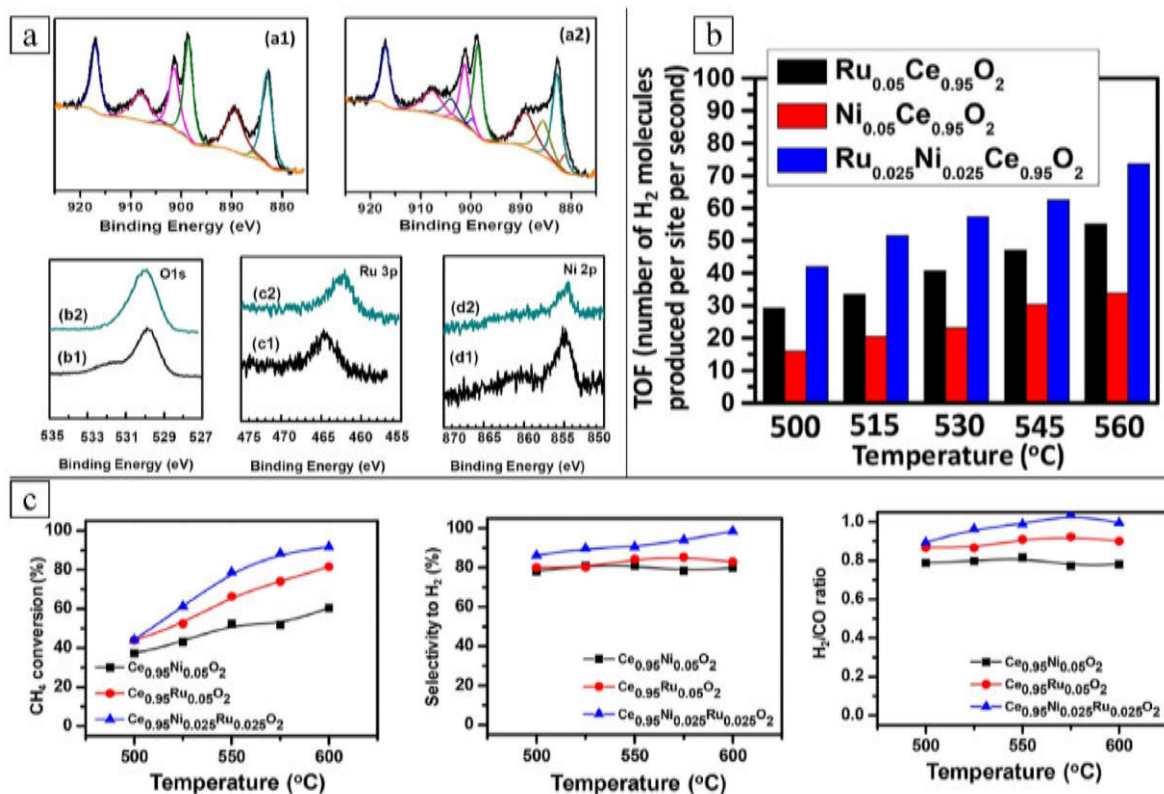 a
(a1)
920 910 900 890 880
Binding Energy (eV)
(a2)
920 910 900 890 880
Binding Energy (eV)
O1s
(b2)
(b1)
535 533 531 529 527
Binding Energy (eV)
Ru 3p
(c2)
(c1)
475 470 465 460 455
Binding Energy (eV)
Ni 2p
(d2)
(d1)
870 865 860 855 850
Binding Energy (eV)
b
TOF (number of H₂ molecules
produced per site per second)
100
90
80
70
60
50
40
30
20
10
0
Ru₀.₀₅Ce₀.₉₅O₂
Ni₀.₀₅Ce₀.₉₅O₂
Ru₀.₀₂₅Ni₀.₀₂₅Ce₀.₉₅O₂
500 515 530 545 560
Temperature (°C)
c
CH₄ conversion (%)
100
80
60
40
20
0
Ce₀.₉₅Ni₀.₀₅O₂
Ce₀.₉₅Ru₀.₀₅O₂
Ce₀.₉₅Ni₀.₀₂₅Ru₀.₀₂₅O₂
500 550 600
Temperature (°C)
Selectivity to H₂ (%)
100
80
60
40
20
0
Ce₀.₉₅Ni₀.₀₅O₂
Ce₀.₉₅Ru₀.₀₅O₂
Ce₀.₉₅Ni₀.₀₂₅Ru₀.₀₂₅O₂
500 550 600
Temperature (°C)
H₂/CO ratio
1.0
0.8
0.6
0.4
0.2
0.0
Ce₀.₉₅Ni₀.₀₅O₂
Ce₀.₉₅Ru₀.₀₅O₂
Ce₀.₉₅Ni₀.₀₂₅Ru₀.₀₂₅O₂
500 550 600
Temperature (°C)